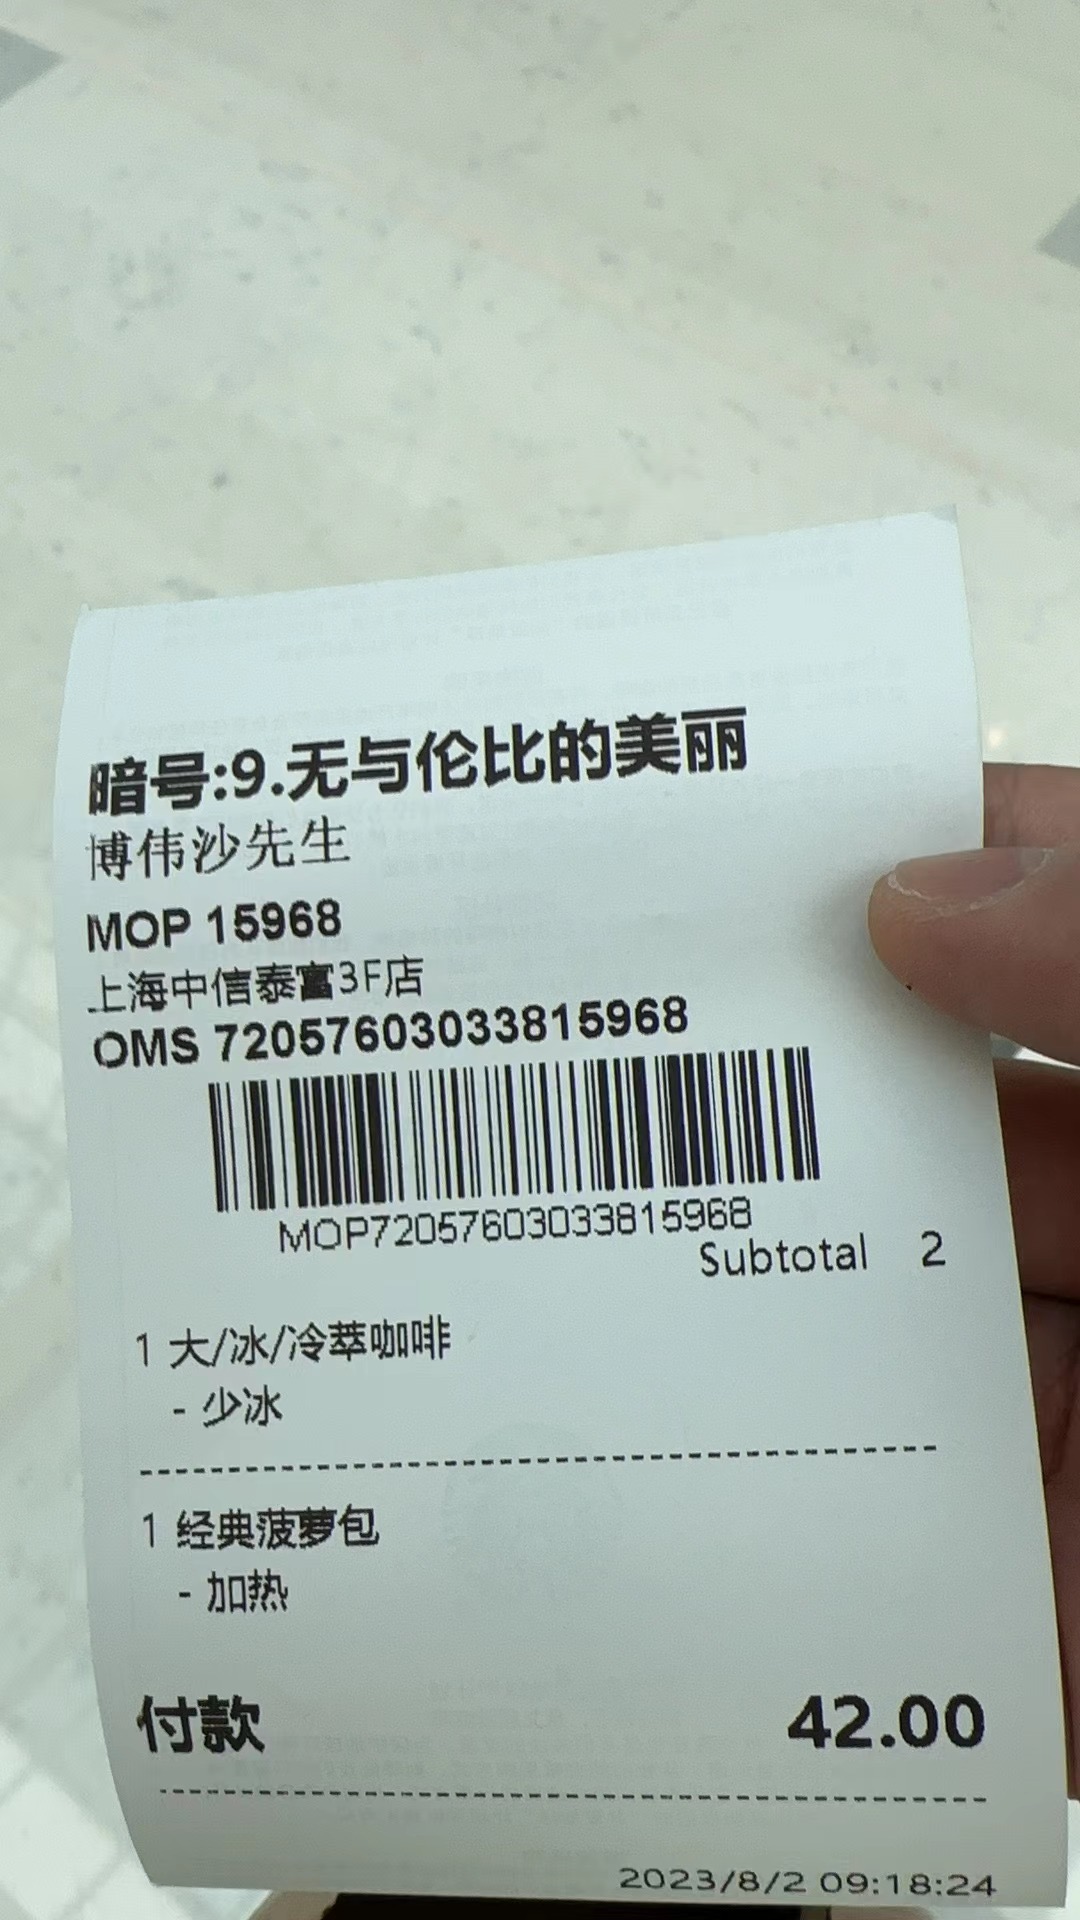 暗号:9.无与伦比的美丽
博伟沙先生
MOP 15968
上海中信泰富3F店
OMS 72057603033815968
MOP72057603033815968
Subtotal 2
1 大/冰/冷萃咖啡
- 少冰
1 经典菠萝包
- 加热
付款 42.00
2023/8/2 09:18:24